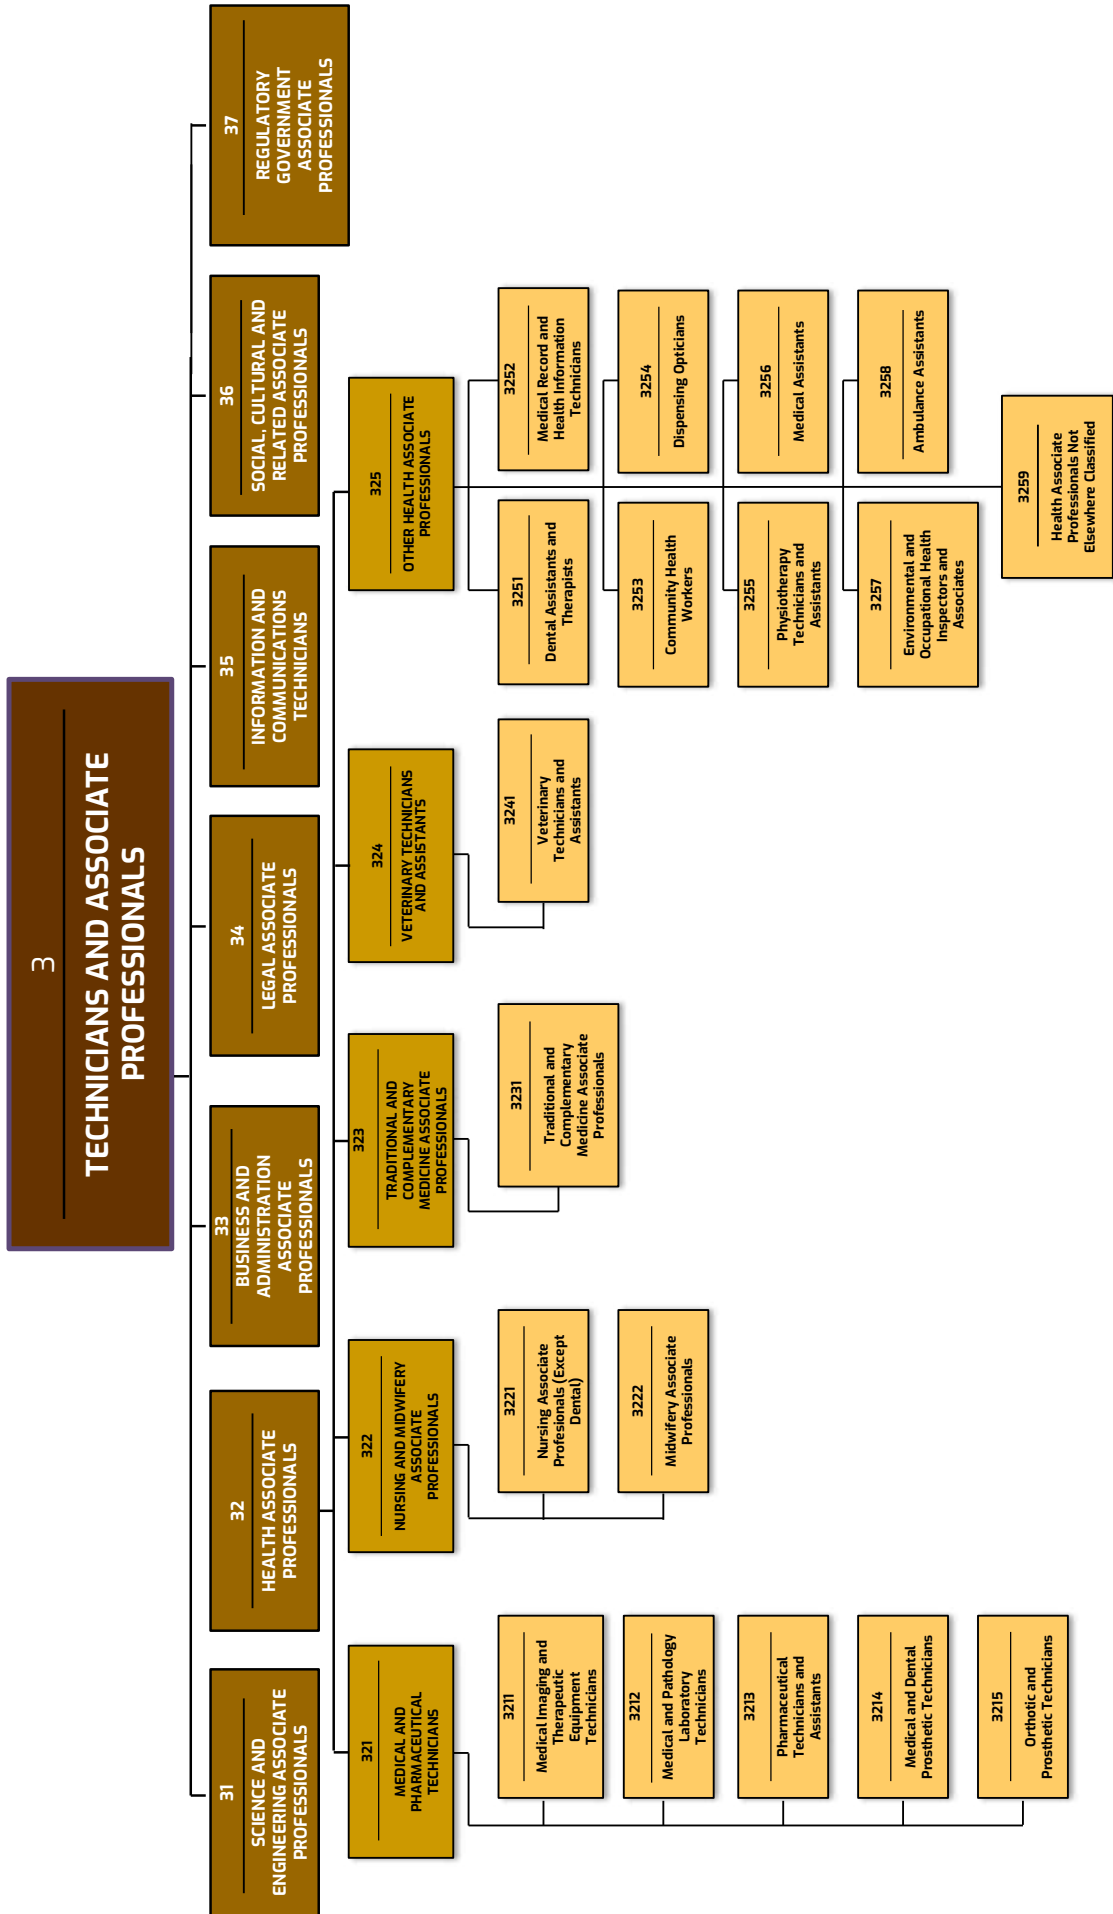 3
TECHNICIANS AND ASSOCIATE
PROFESSIONALS
31
SCIENCE AND
ENGINEERING ASSOCIATE
PROFESSIONALS
32
HEALTH ASSOCIATE
PROFESSIONALS
33
BUSINESS AND
ADMINISTRATION
ASSOCIATE
PROFESSIONALS
34
LEGAL ASSOCIATE
PROFESSIONALS
35
INFORMATION AND
COMMUNICATIONS
TECHNICIANS
36
SOCIAL, CULTURAL AND
RELATED ASSOCIATE
PROFESSIONALS
37
REGULATORY
GOVERNMENT
ASSOCIATE
PROFESSIONALS
321
MEDICAL AND
PHARMACEUTICAL
TECHNICIANS
322
NURSING AND MIDWIFERY
ASSOCIATE
PROFESSIONALS
323
TRADITIONAL AND
COMPLEMENTARY
MEDICINE ASSOCIATE
PROFESSIONALS
324
VETERINARY TECHNICIANS
AND ASSISTANTS
325
OTHER HEALTH ASSOCIATE
PROFESSIONALS
3211
Medical Imaging and
Therapeutic
Equipment
Technicians
3212
Medical and Pathology
Laboratory
Technicians
3213
Pharmaceutical
Technicians and
Assistants
3214
Medical and Dental
Prosthetic Technicians
3215
Orthotic and
Prosthetic Technicians
3221
Nursing Associate
Profesionals (Except
Dental)
3222
Midwifery Associate
Professionals
3231
Traditional and
Complementary
Medicine Associate
Professionals
3241
Veterinary
Technicians and
Assistants
3251
Dental Assistants and
Therapists
3252
Medical Record and
Health Information
Technicians
3253
Community Health
Workers
3254
Dispensing Opticians
3255
Physiotherapy
Technicians and
Assistants
3256
Medical Assistants
3257
Environmental and
Occupational Health
Inspectors and
Associates
3258
Ambulance Assistants
3259
Health Associate
Professionals Not
Elsewhere Classified